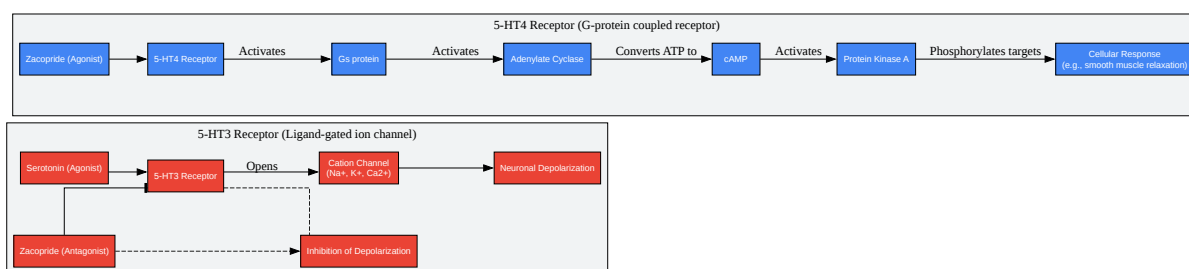 5-HT4 Receptor (G-protein coupled receptor)
Zacopride (Agonist)
5-HT4 Receptor
Activates
Gs protein
Activates
Adenylate Cyclase
Converts ATP to
cAMP
Activates
Protein Kinase A
Phosphorylates targets
Cellular Response
(e.g., smooth muscle relaxation)
5-HT3 Receptor (Ligand-gated ion channel)
Serotonin (Agonist)
5-HT3 Receptor
Opens
Cation Channel
(Na+, K+, Ca2+)
Neuronal Depolarization
Zacopride (Antagonist)
Inhibition of Depolarization